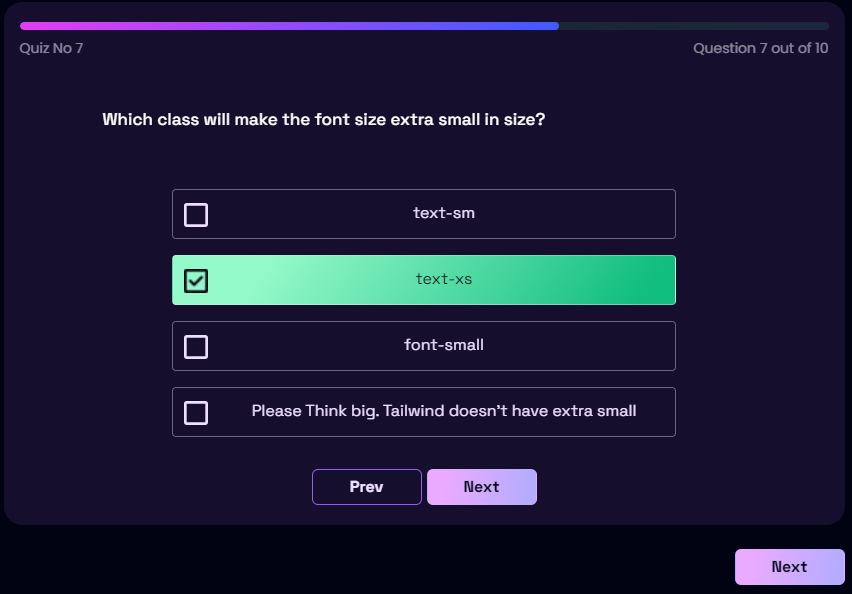 Quiz No 7
Question 7 out of 10
Which class will make the font size extra small in size?
text-sm
text-xs
font-small
Please Think big. Tailwind doesn't have extra small
Prev
Next
Next